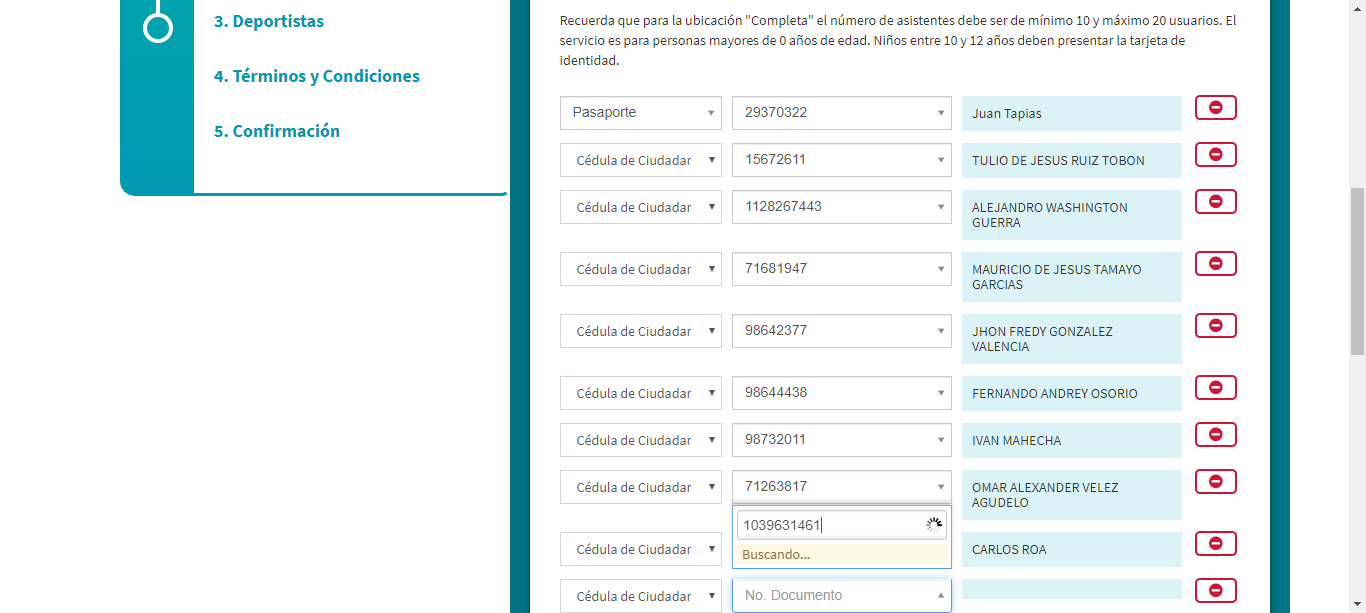 3. Deportistas
4. Términos y Condiciones
5. Confirmación
Recuerda que para la ubicación "Completa" el número de asistentes debe ser de mínimo 10 y máximo 20 usuarios. El
servicio es para personas mayores de 0 años de edad. Niños entre 10 y 12 años deben presentar la tarjeta de
identidad.
Pasaporte 29370322 Juan Tapias
Cédula de Ciudadar 15672611 TULIO DE JESUS RUIZ TOBON
Cédula de Ciudadar 1128267443 ALEJANDRO WASHINGTON
GUERRA
Cédula de Ciudadar 71681947 MAURICIO DE JESUS TAMAYO
GARCIAS
Cédula de Ciudadar 98642377 JHON FREDY GONZALEZ
VALENCIA
Cédula de Ciudadar 98644438 FERNANDO ANDREY OSORIO
Cédula de Ciudadar 98732011 IVAN MAHECHA
Cédula de Ciudadar 71263817 OMAR ALEXANDER VELEZ
AGUDELO
1039631461
Buscando...
Cédula de Ciudadar CARLOS ROA
Cédula de Ciudadar No. Documento